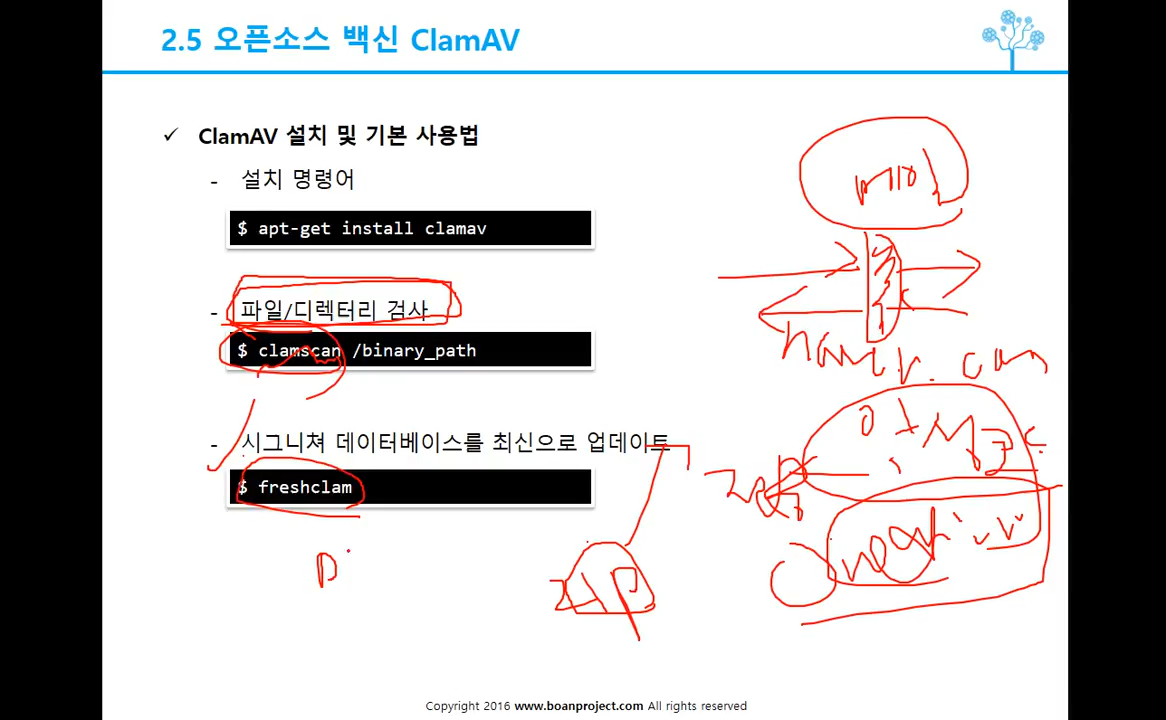 2.5 오픈소스 백신 ClamAV
✓ ClamAV 설치 및 기본 사용법
- 설치 명령어
$ apt-get install clamav
- 파일/디렉터리 검사
$ clamscan /binary_path
- 시그니쳐 데이터베이스를 최신으로 업데이트
$ freshclam
Copyright 2016 www.boanproject.com All rights reserved